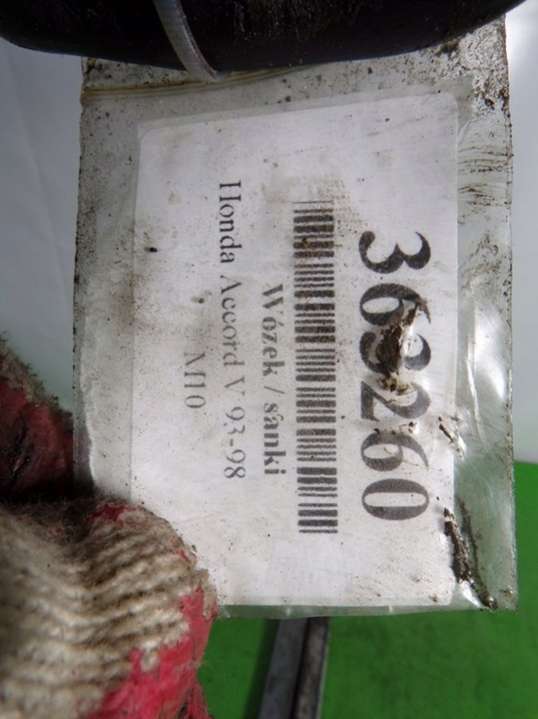 363260
Wózek / sanki
Honda Accord V 93-98
M10